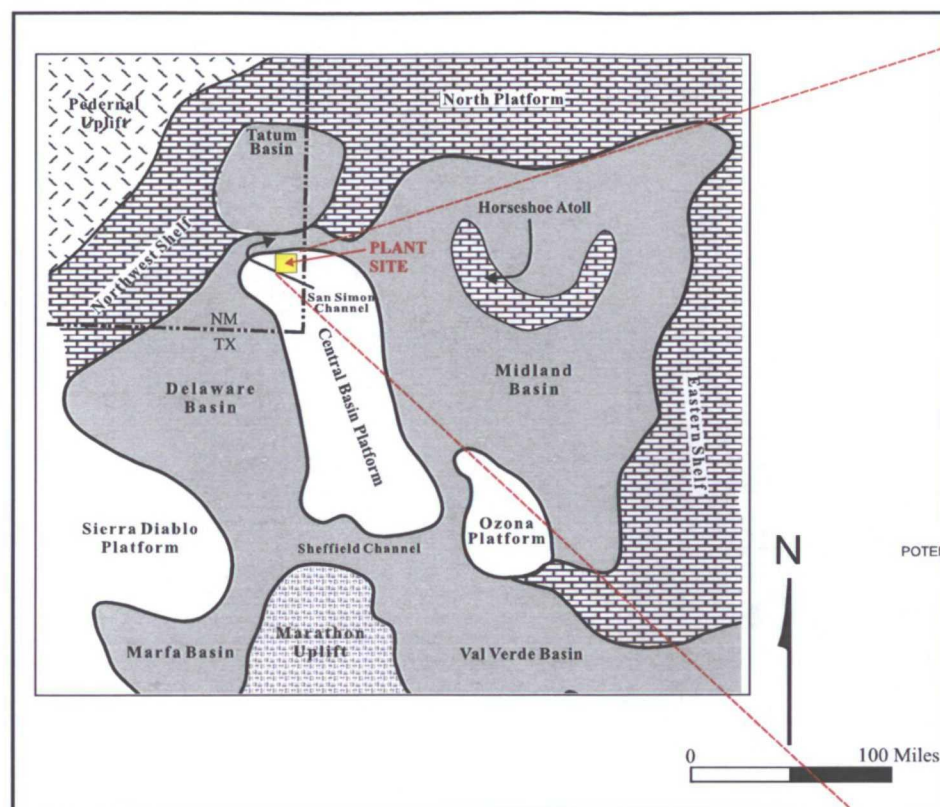 Pedernal
Uplift
North Platform
Tatum
Basin
Horseshoe Atoll
PLANT
SITE
Northwest Shelf
San Simon
Channel
NM
TX
Central Basin Platform
Delaware
Basin
Midland
Basin
Eastern Shelf
Sierra Diablo
Platform
Ozona
Platform
Sheffield Channel
N
POTE
Marathon
Uplift
Marfa Basin
Val Verde Basin
0 100 Miles